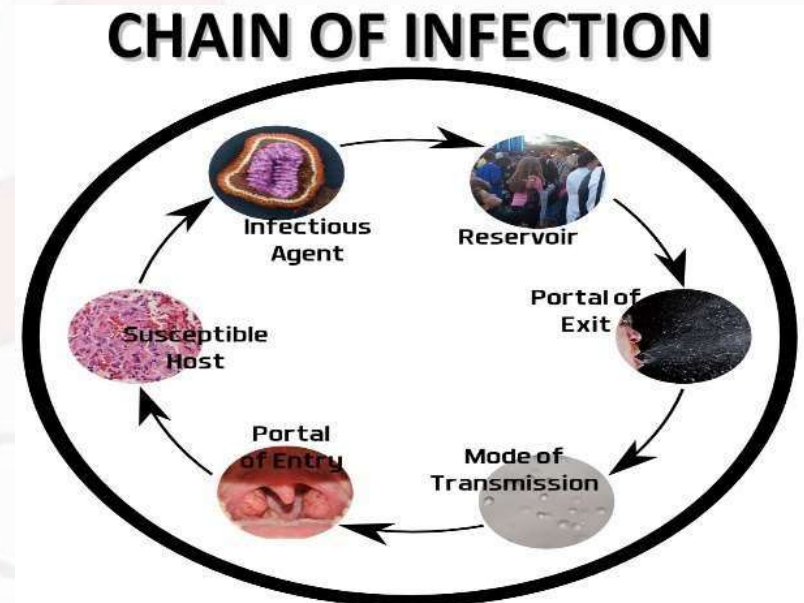 CHAIN OF INFECTION
Infectious
Agent
Reservoir
Portal of
Exit
Mode of
Transmission
Portal
of Entry
Susceptible
Host